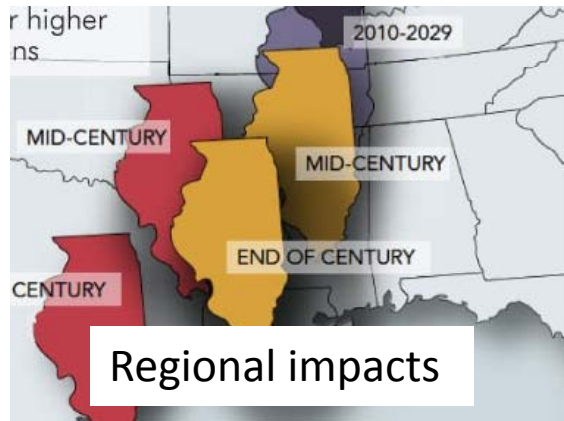 r higher
ns
2010-2029
MID-CENTURY
MID-CENTURY
END OF CENTURY
CENTURY
Regional impacts